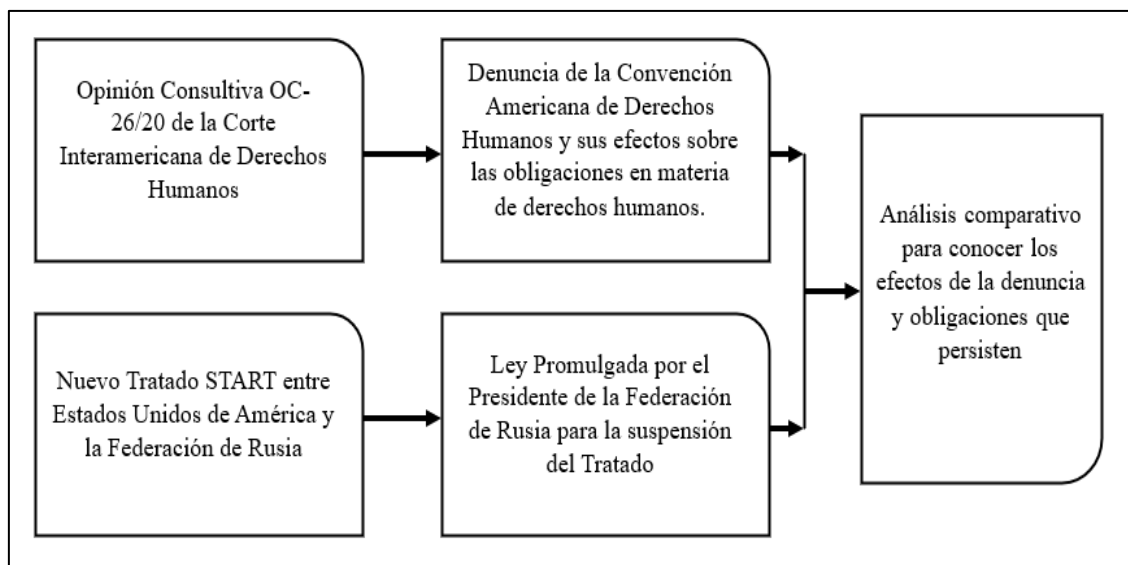 Opinión Consultiva OC-
26/20 de la Corte
Interamericana de Derechos
Humanos
Denuncia de la Convención
Americana de Derechos
Humanos y sus efectos sobre
las obligaciones en materia
de derechos humanos.
Nuevo Tratado START entre
Estados Unidos de América y
la Federación de Rusia
Ley Promulgada por el
Presidente de la Federación
de Rusia para la suspensión
del Tratado
Análisis comparativo
para conocer los
efectos de la denuncia
y obligaciones que
persisten